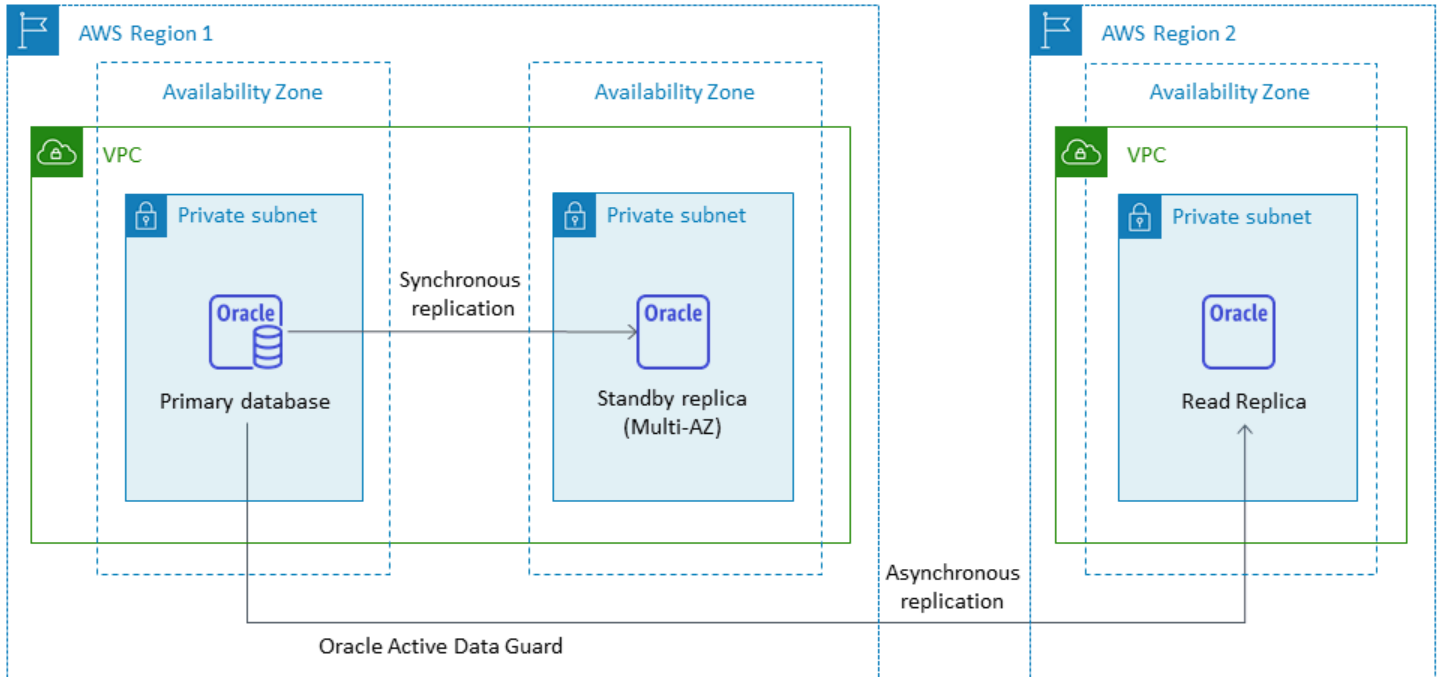 AWS Region 1
Availability Zone
Availability Zone
VPC
Private subnet
Private subnet
Oracle
Synchronous
replication
Oracle
Primary database
Standby replica
(Multi-AZ)
Oracle Active Data Guard
Asynchronous
replication
AWS Region 2
Availability Zone
VPC
Private subnet
Oracle
Read Replica